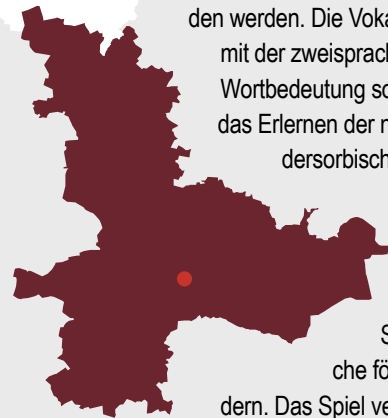 den werden. Die Voka
mit der zweisprach
Wortbedeutung so
das Erlernen der n
dersorbisch
S
che fö
dern. Das Spiel ve